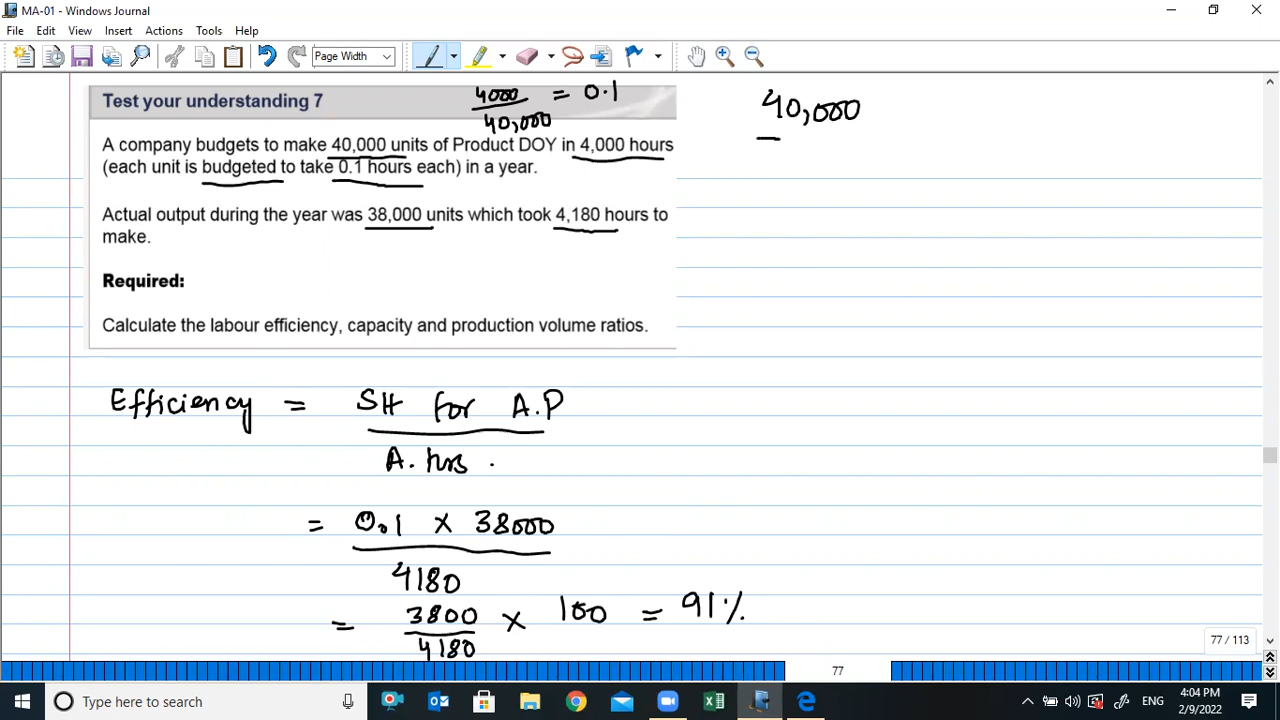 MA-01 - Windows Journal
File Edit View Insert Actions Tools Help
Page Width
Test your understanding 7
4000 / 40,000 = 0.1
40,000
A company budgets to make 40,000 units of Product DOY in 4,000 hours
(each unit is budgeted to take 0.1 hours each) in a year.
Actual output during the year was 38,000 units which took 4,180 hours to
make.
Required:
Calculate the labour efficiency, capacity and production volume ratios.
Efficiency = SH for A.P
A. hrs .
= 0.1 × 38000
4180
= 3800 / 4180 × 100 = 91%
77 / 113
77
Type here to search
ENG
4:04 PM
2/9/2022